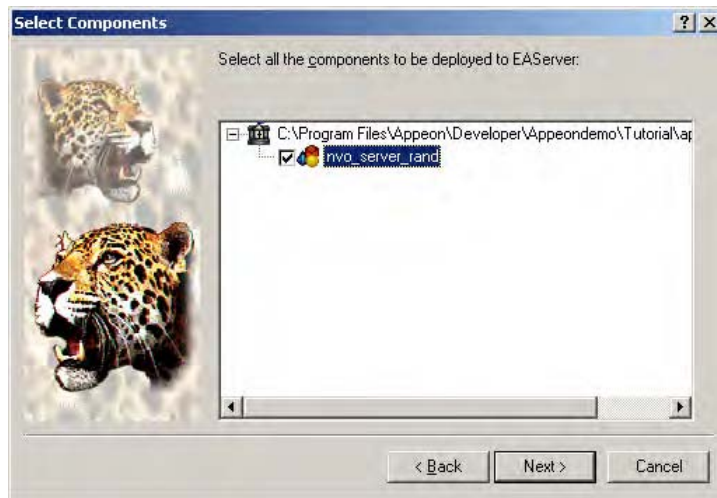 Select Components
Select all the components to be deployed to EAServer:
C:\Program Files\Appeon\Developer\Appeondemo\Tutorial\ap
nvo_server_rand
< Back
Next >
Cancel